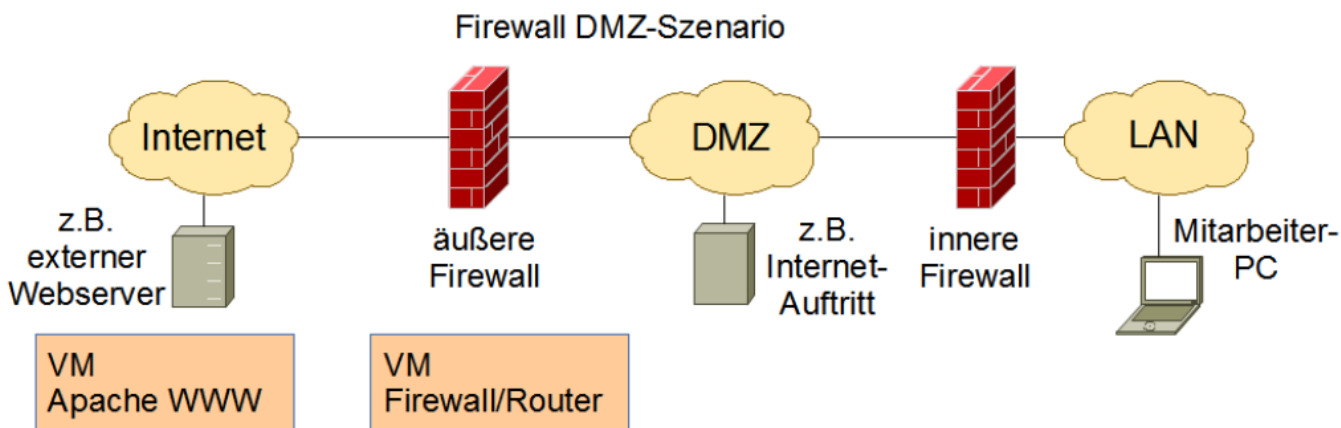 Firewall DMZ-Szenario
Internet
DMZ
LAN
z.B.
externer
Webserver
äußere
Firewall
z.B.
Internet-
Auftritt
innere
Firewall
Mitarbeiter-
PC
VM
Apache WWW
VM
Firewall/Router